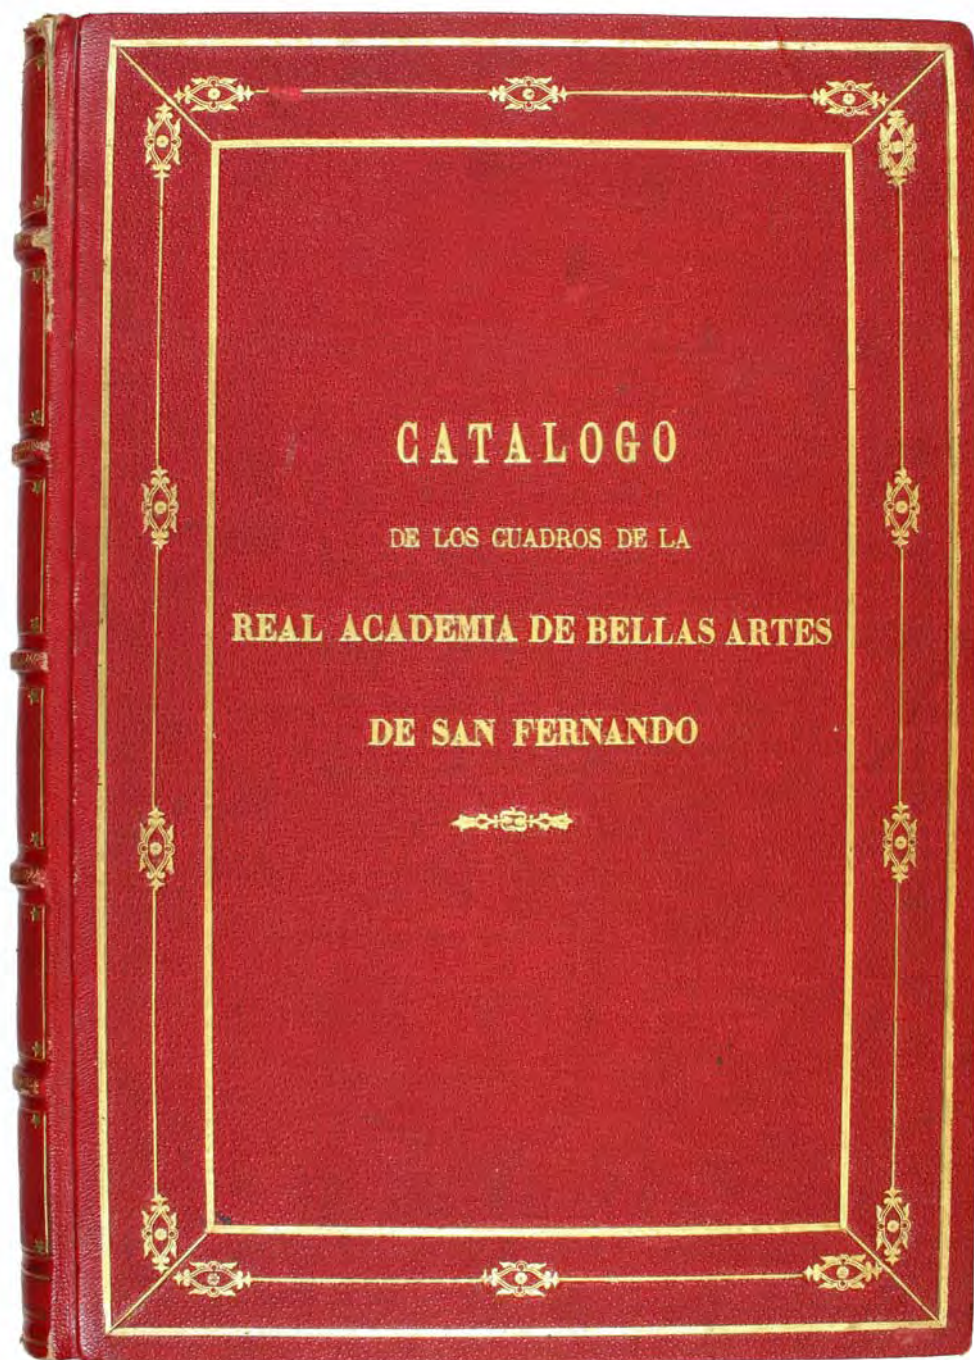 CATALOGO
DE LOS CUADROS DE LA
REAL ACADEMIA DE BELLAS ARTES
DE SAN FERNANDO